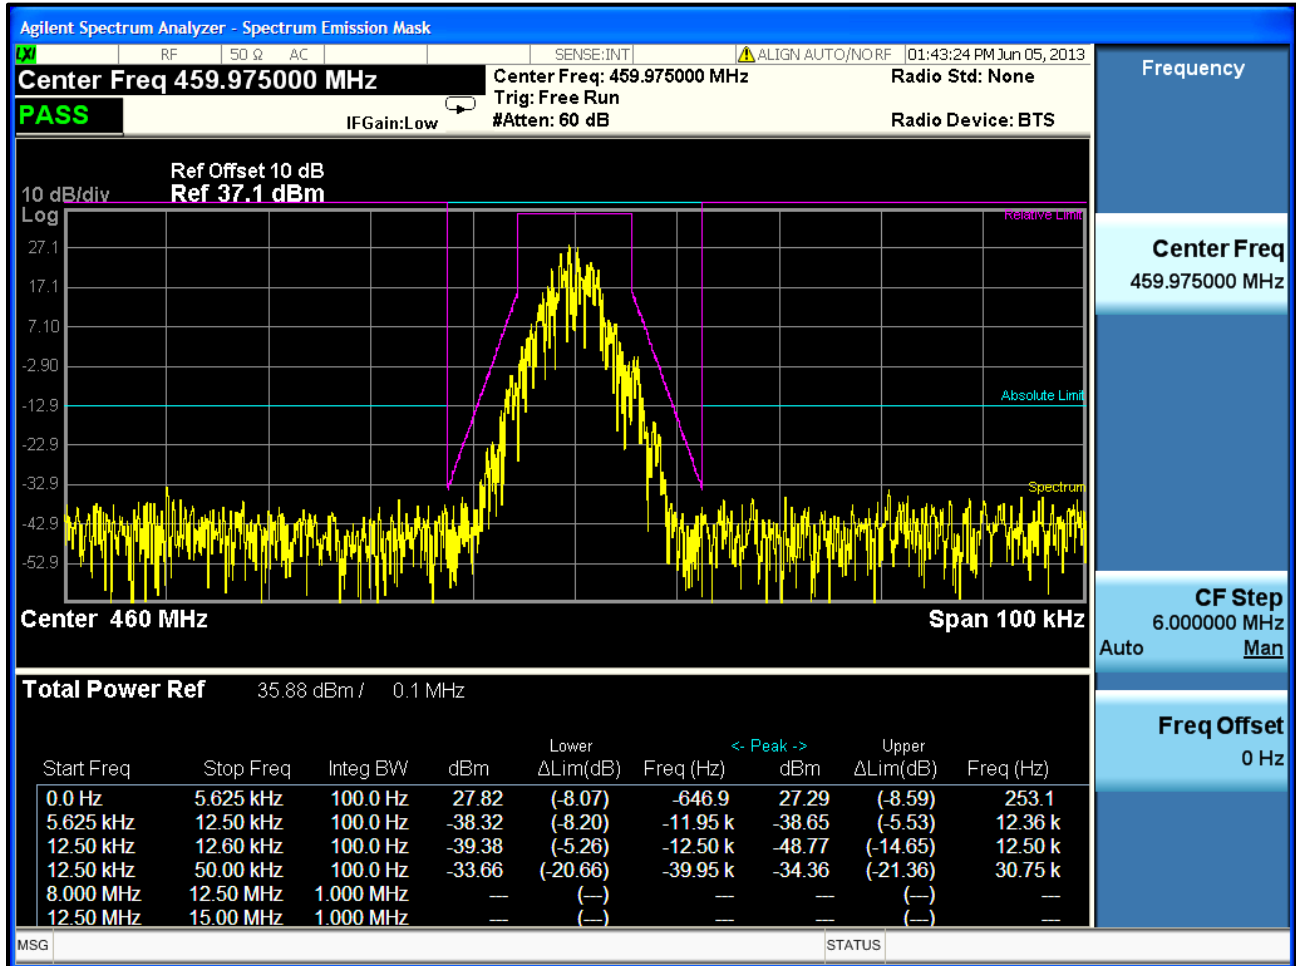 Agilent Spectrum Analyzer - Spectrum Emission Mask
LXI RF 50 Ω AC SENSE:INT ALIGN AUTO/NO RF 01:43:24 PM Jun 05, 2013
Center Freq 459.975000 MHz Center Freq: 459.975000 MHz Radio Std: None
Trig: Free Run
PASS IFGain:Low #Atten: 60 dB Radio Device: BTS
Ref Offset 10 dB
10 dB/div Ref 37.1 dBm
Log
Relative Limit
27.1
17.1
7.10
-2.90
Absolute Limit
-12.9
-22.9
-32.9
Spectrum
-42.9
-52.9
Center 460 MHz Span 100 kHz
Total Power Ref 35.88 dBm / 0.1 MHz
Lower <- Peak -> Upper
Start Freq Stop Freq Integ BW dBm ΔLim(dB) Freq (Hz) dBm ΔLim(dB) Freq (Hz)
0.0 Hz 5.625 kHz 100.0 Hz 27.82 (-8.07) -646.9 27.29 (-8.59) 253.1
5.625 kHz 12.50 kHz 100.0 Hz -38.32 (-8.20) -11.95 k -38.65 (-5.53) 12.36 k
12.50 kHz 12.60 kHz 100.0 Hz -39.38 (-5.26) -12.50 k -48.77 (-14.65) 12.50 k
12.50 kHz 50.00 kHz 100.0 Hz -33.66 (-20.66) -39.95 k -34.36 (-21.36) 30.75 k
8.000 MHz 12.50 MHz 1.000 MHz --- (---) --- --- (---) ---
12.50 MHz 15.00 MHz 1.000 MHz --- (---) --- --- (---) ---
MSG STATUS
Frequency
Center Freq
459.975000 MHz
CF Step
6.000000 MHz
Auto Man
Freq Offset
0 Hz